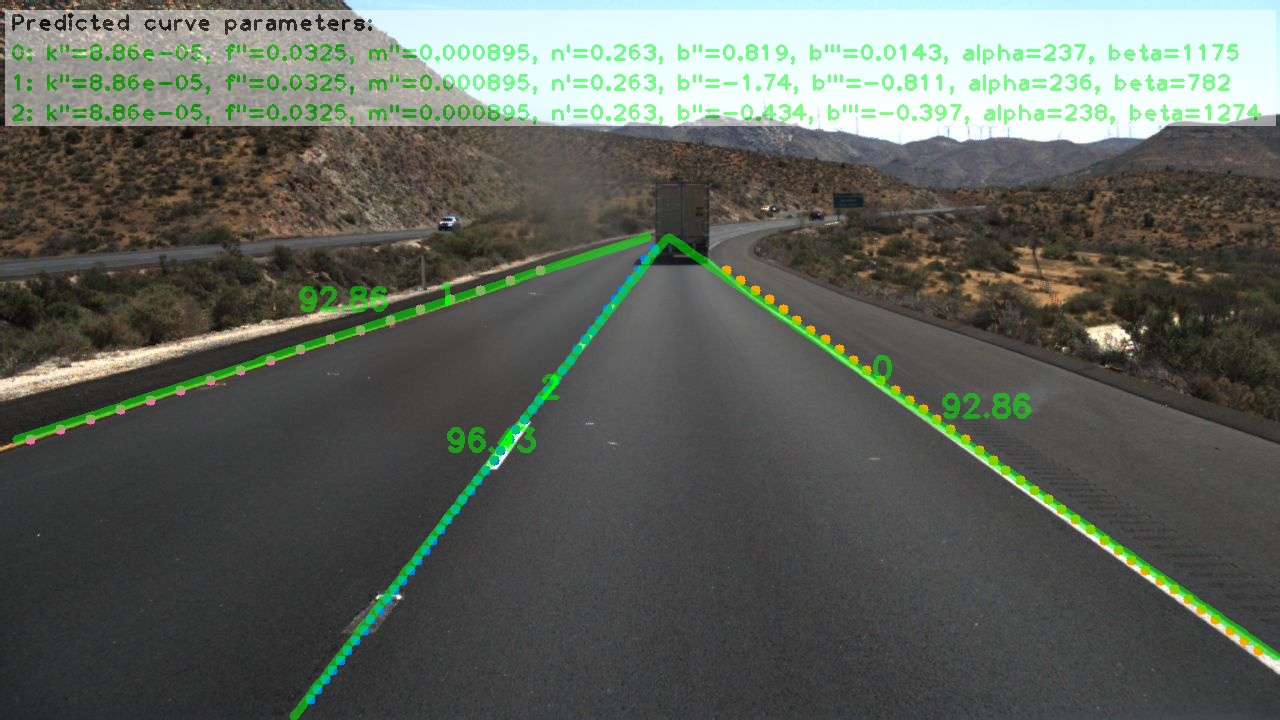 Predicted curve parameters:
0: k"=8.86e-05, f"=0.0325, m"=0.000895, n'=0.263, b"=0.819, b'''=0.0143, alpha=237, beta=1175
1: k"=8.86e-05, f"=0.0325, m"=0.000895, n'=0.263, b"=-1.74, b'''=-0.811, alpha=236, beta=782
2: k"=8.86e-05, f"=0.0325, m"=0.000895, n'=0.263, b"=-0.434, b'''=-0.397, alpha=238, beta=1274
92.86 1
0
2
92.86
96.43